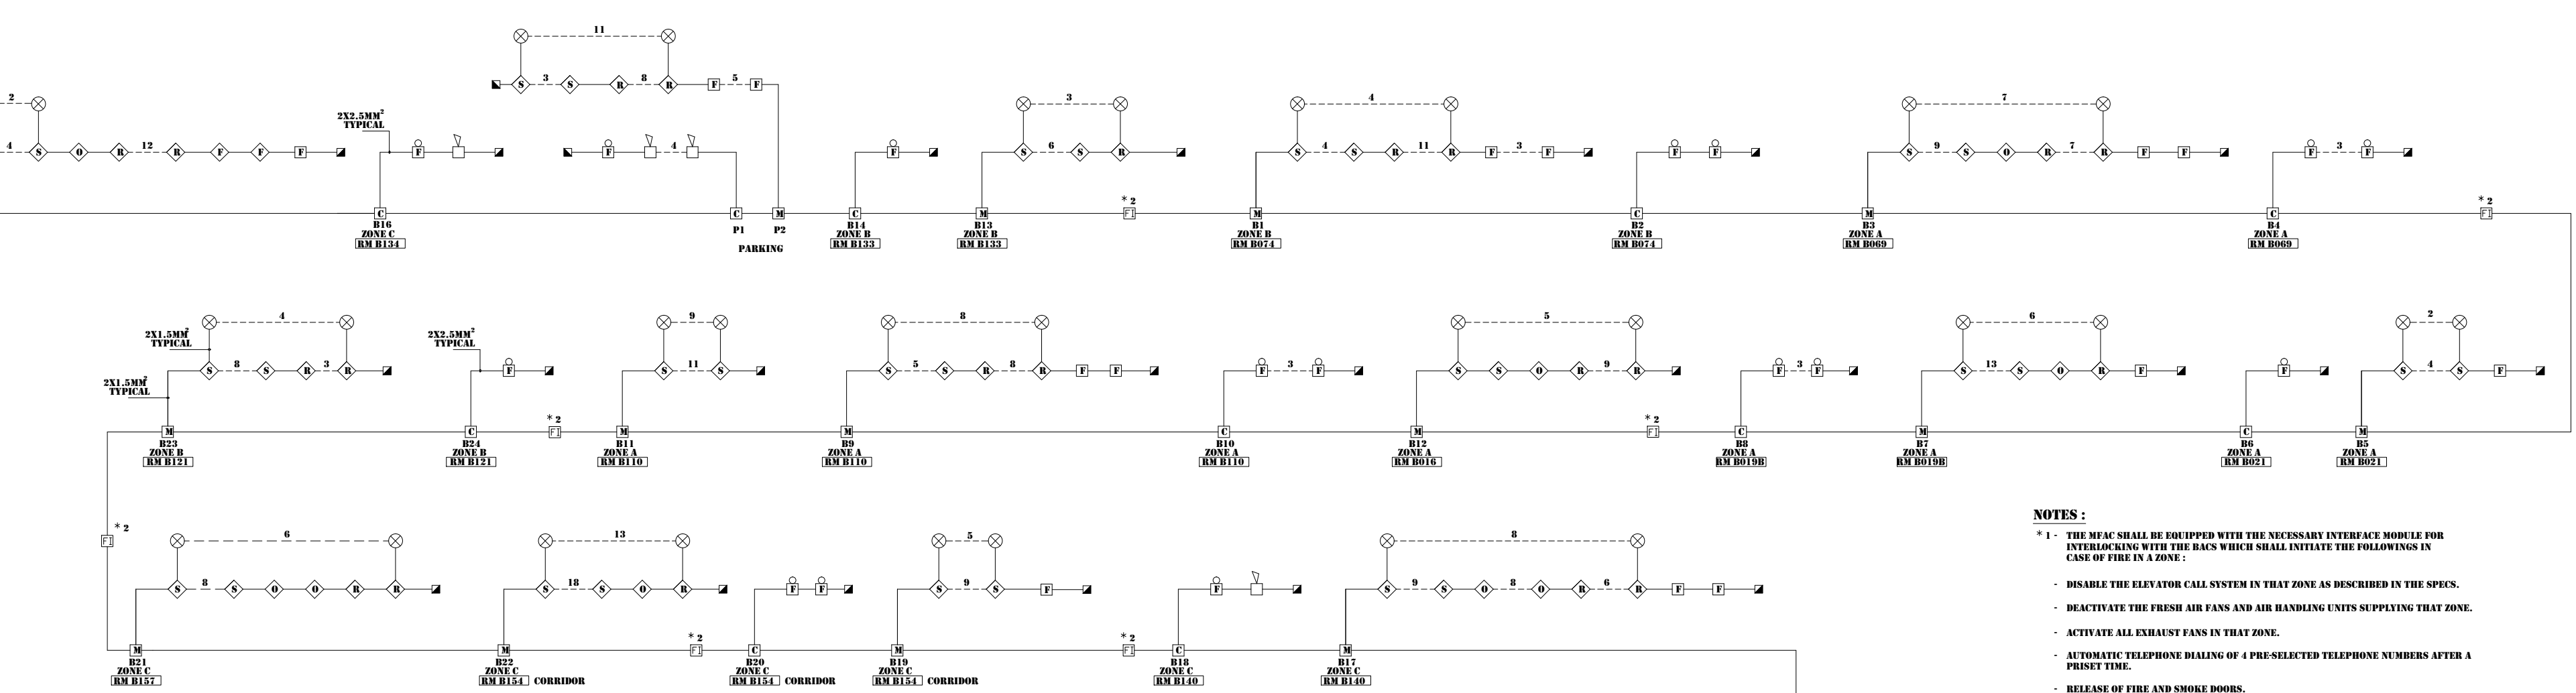 11
S 3 S R 8 R F 5 F
2
3
4
7
4 S O R 12 R F F F
2X2.5MM2
TYPICAL
F
F 4
F
S 6 S R
S 4 S R 11 R F 3 F
F F
S 9 S O R 7 R F F
F 3 F
* 2
FI
* 2
FI
C
B16
ZONE C
RM B134
C
P1
M
P2
PARKING
C
B14
ZONE B
RM B133
M
B13
ZONE B
RM B133
M
B1
ZONE B
RM B074
C
B2
ZONE B
RM B074
M
B3
ZONE A
RM B069
C
B4
ZONE A
RM B069
4
9
8
5
6
2
2X1.5MM2
TYPICAL
2X1.5MM2
TYPICAL
2X2.5MM2
TYPICAL
S 8 S R 3 R
F
S 11 S
S 5 S R 8 R F F
F 3 F
S S O R 9 R
F 3 F
S 13 S O R F
F
S 4 S F
* 2
FI
* 2
FI
M
B23
ZONE B
RM B121
C
B24
ZONE B
RM B121
M
B11
ZONE A
RM B110
M
B9
ZONE A
RM B110
C
B10
ZONE A
RM B110
M
B12
ZONE A
RM B016
C
B8
ZONE A
RM B019B
M
B7
ZONE A
RM B019B
C
B6
ZONE A
RM B021
M
B5
ZONE A
RM B021
* 2
FI
6
13
5
8
S 8 S O O R R
S 18 S O R
F F
S 9 S F
F
S 9 S O 8 O R 6 R F F
* 2
FI
* 2
FI
M
B21
ZONE C
RM B157
M
B22
ZONE C
RM B154 CORRIDOR
C
B20
ZONE C
RM B154 CORRIDOR
M
B19
ZONE C
RM B154 CORRIDOR
C
B18
ZONE C
RM B140
M
B17
ZONE C
RM B140
NOTES :
* 1 - THE MFAC SHALL BE EQUIPPED WITH THE NECESSARY INTERFACE MODULE FOR
INTERLOCKING WITH THE BACS WHICH SHALL INITIATE THE FOLLOWINGS IN
CASE OF FIRE IN A ZONE :
- DISABLE THE ELEVATOR CALL SYSTEM IN THAT ZONE AS DESCRIBED IN THE SPECS.
- DEACTIVATE THE FRESH AIR FANS AND AIR HANDLING UNITS SUPPLYING THAT ZONE.
- ACTIVATE ALL EXHAUST FANS IN THAT ZONE.
- AUTOMATIC TELEPHONE DIALING OF 4 PRE-SELECTED TELEPHONE NUMBERS AFTER A
PRISET TIME.
- RELEASE OF FIRE AND SMOKE DOORS.